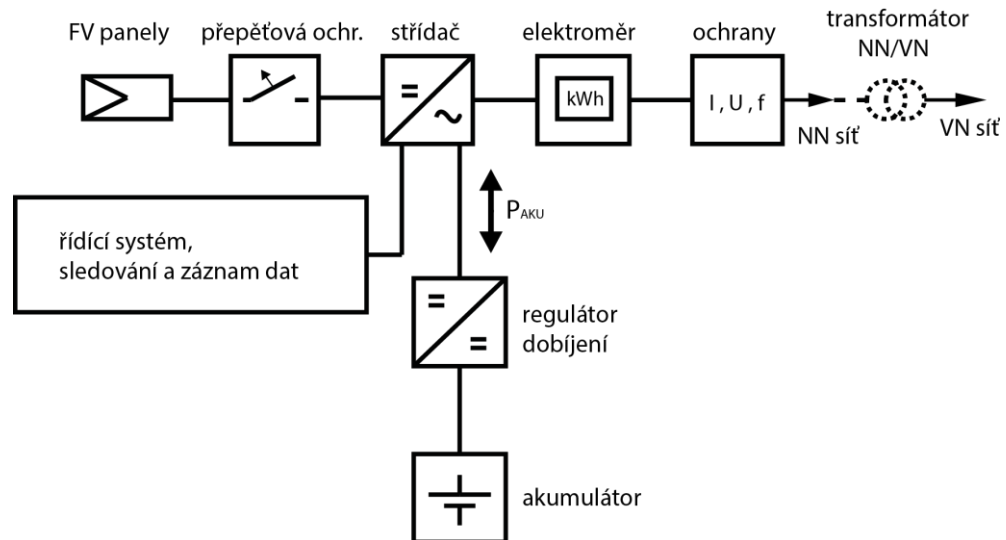 FV panely
přepěťová ochr.
střídač
elektroměr
ochrany
transformátor
NN/VN
kWh
I , U , f
NN síť
VN síť
PAKU
řídící systém,
sledování a záznam dat
regulátor
dobíjení
akumulátor